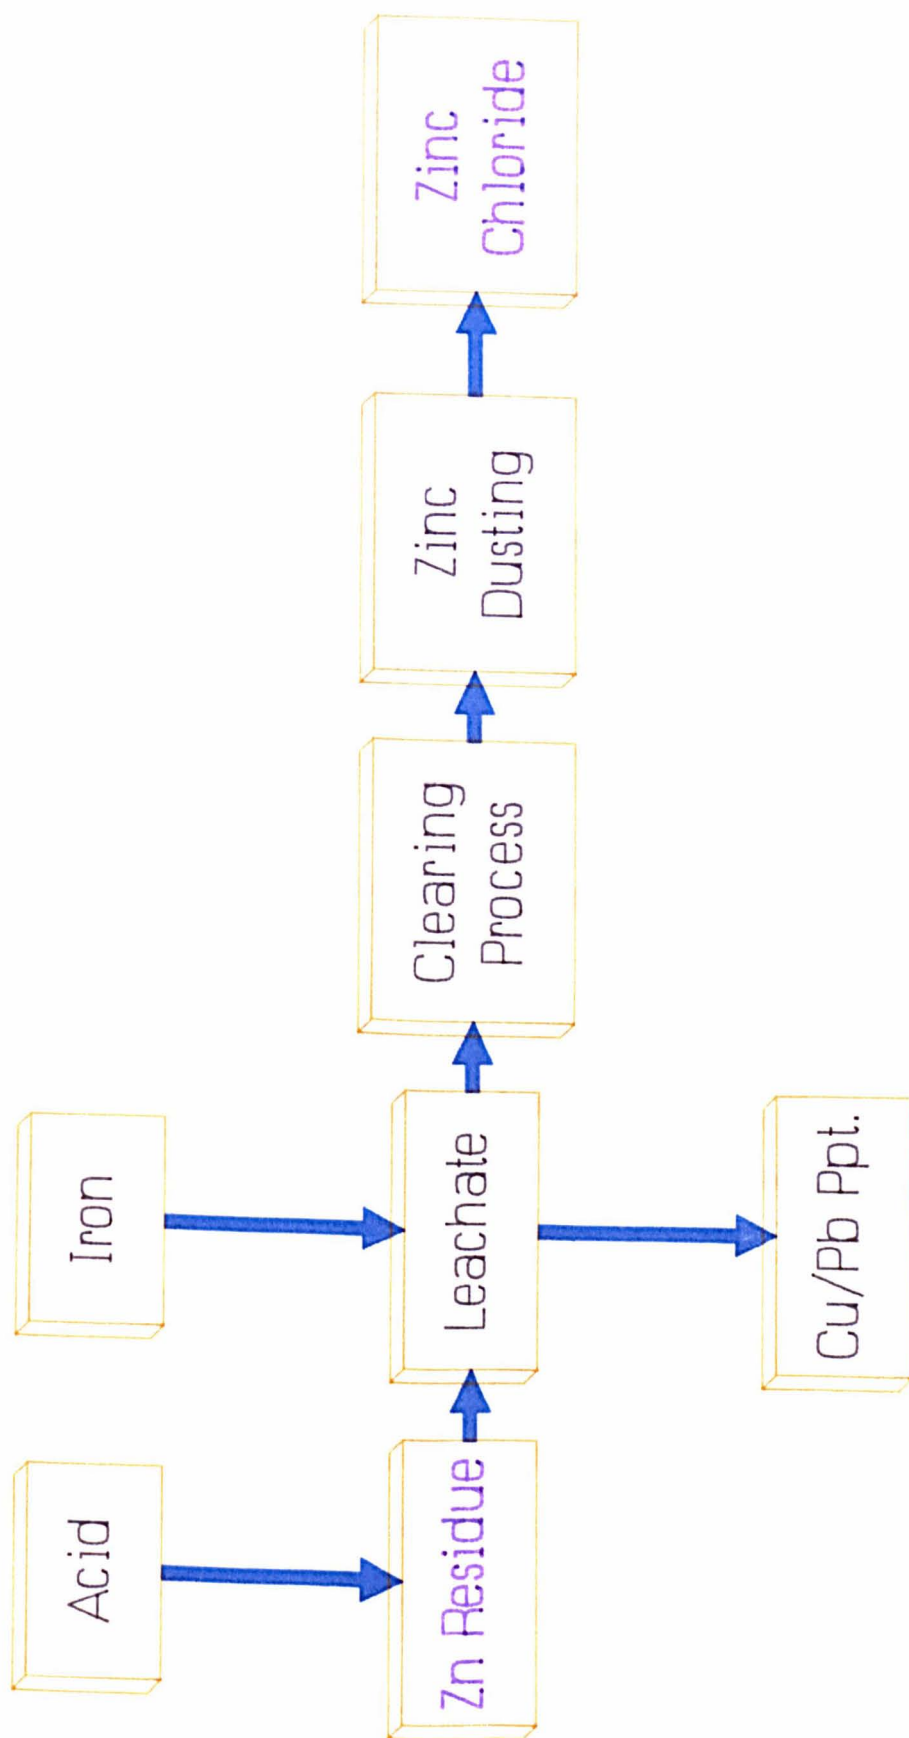 Acid
Iron
Zn Residue
Leachate
Clearing
Process
Zinc
Dusting
Zinc
Chloride
Cu/Pb Ppt.